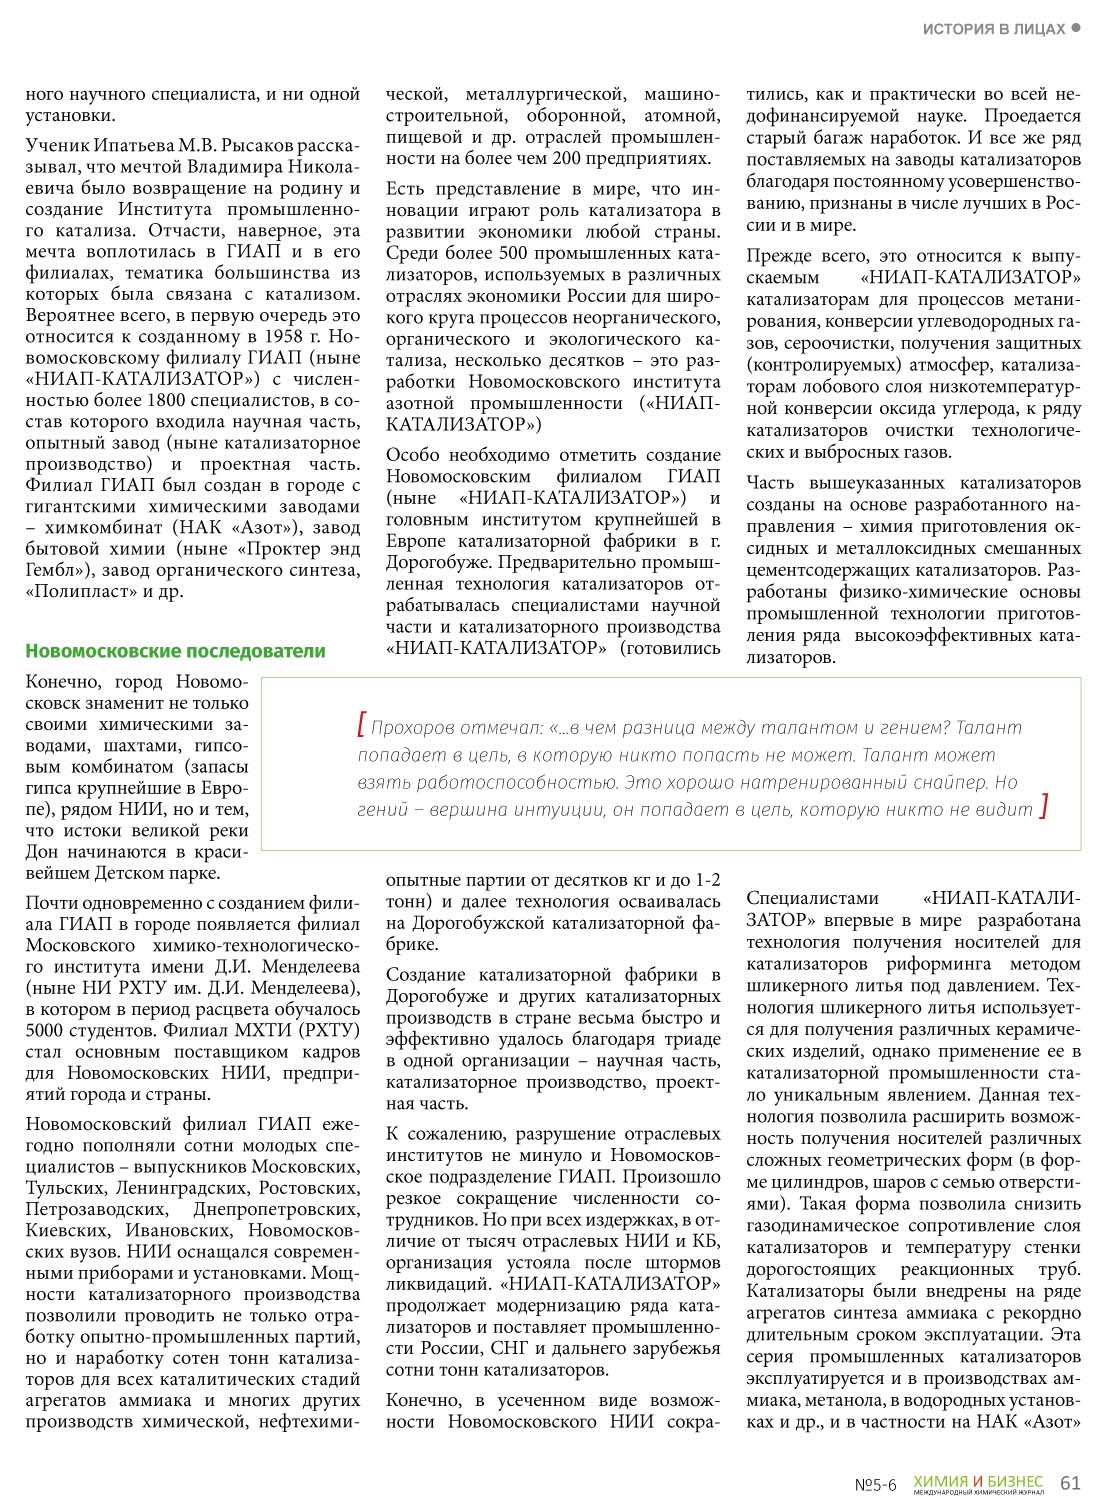 ИСТОРИЯ В ЛИЦАХ
ного научного специалиста, и ни одной
установки.
Ученик Ипатьева М.В. Рысаков расска-
зывал, что мечтой Владимира Никола-
евича было возвращение на родину и
создание Института промышленно-
го катализа. Отчасти, наверное, эта
мечта воплотилась в ГИАП и в его
филиалах, тематика большинства из
которых была связана с катализом.
Вероятнее всего, в первую очередь это
относится к созданному в 1958 г. Но-
вомосковскому филиалу ГИАП (ныне
«НИАП-КАТАЛИЗАТОР») с числен-
ностью более 1800 специалистов, в со-
став которого входила научная часть,
опытный завод (ныне катализаторное
производство) и проектная часть.
Филиал ГИАП был создан в городе с
гигантскими химическими заводами
– химкомбинат (НАК «Азот»), завод
бытовой химии (ныне «Проктер энд
Гембл»), завод органического синтеза,
«Полипласт» и др.
Новомосковские последователи
Конечно, город Новомо-
сковск знаменит не только
своими химическими за-
водами, шахтами, гипсо-
вым комбинатом (запасы
гипса крупнейшие в Евро-
пе), рядом НИИ, но и тем,
что истоки великой реки
Дон начинаются в краси-
вейшем Детском парке.
Почти одновременно с созданием фили-
ала ГИАП в городе появляется филиал
Московского химико-технологическо-
го института имени Д.И. Менделеева
(ныне НИ РХТУ им. Д.И. Менделеева),
в котором в период расцвета обучалось
5000 студентов. Филиал МХТИ (РХТУ)
стал основным поставщиком кадров
для Новомосковских НИИ, предпри-
ятий города и страны.
Новомосковский филиал ГИАП еже-
годно пополняли сотни молодых спе-
циалистов – выпускников Московских,
Тульских, Ленинградских, Ростовских,
Петрозаводских, Днепропетровских,
Киевских, Ивановских, Новомосков-
ских вузов. НИИ оснащался современ-
ными приборами и установками. Мощ-
ности катализаторного производства
позволили проводить не только отра-
ботку опытно-промышленных партий,
но и наработку сотен тонн катализа-
торов для всех каталитических стадий
агрегатов аммиака и многих других
производств химической, нефтехими-
ческой, металлургической, машино-
строительной, оборонной, атомной,
пищевой и др. отраслей промышлен-
ности на более чем 200 предприятиях.
Есть представление в мире, что ин-
новации играют роль катализатора в
развитии экономики любой страны.
Среди более 500 промышленных ката-
лизаторов, используемых в различных
отраслях экономики России для широ-
кого круга процессов неорганического,
органического и экологического ка-
тализа, несколько десятков – это раз-
работки Новомосковского института
азотной промышленности («НИАП-
КАТАЛИЗАТОР»)
Особо необходимо отметить создание
Новомосковским филиалом ГИАП
(ныне «НИАП-КАТАЛИЗАТОР») и
головным институтом крупнейшей в
Европе катализаторной фабрики в г.
Дорогобуже. Предварительно промыш-
ленная технология катализаторов от-
рабатывалась специалистами научной
части и катализаторного производства
«НИАП-КАТАЛИЗАТОР» (готовились
[ Прохоров отмечал: «...в чем разница между талантом и гением? Талант
попадает в цель, в которую никто попасть не может. Талант может
взять работоспособностью. Это хорошо натренированный снайпер. Но
гений – вершина интуиции, он попадает в цель, которую никто не видит ]
опытные партии от десятков кг и до 1-2
тонн) и далее технология осваивалась
на Дорогобужской катализаторной фа-
брике.
Создание катализаторной фабрики в
Дорогобуже и других катализаторных
производств в стране весьма быстро и
эффективно удалось благодаря триаде
в одной организации – научная часть,
катализаторное производство, проект-
ная часть.
К сожалению, разрушение отраслевых
институтов не минуло и Новомосков-
ское подразделение ГИАП. Произошло
резкое сокращение численности со-
трудников. Но при всех издержках, в от-
личие от тысяч отраслевых НИИ и КБ,
организация устояла после штормов
ликвидаций. «НИАП-КАТАЛИЗАТОР»
продолжает модернизацию ряда ката-
лизаторов и поставляет промышленно-
сти России, СНГ и дальнего зарубежья
сотни тонн катализаторов.
Конечно, в усеченном виде возмож-
ности Новомосковского НИИ сокра-
тились, как и практически во всей не-
дофинансируемой науке. Проедается
старый багаж наработок. И все же ряд
поставляемых на заводы катализаторов
благодаря постоянному усовершенство-
ванию, признаны в числе лучших в Рос-
сии и в мире.
Прежде всего, это относится к выпу-
скаемым «НИАП-КАТАЛИЗАТОР»
катализаторам для процессов метани-
рования, конверсии углеводородных га-
зов, сероочистки, получения защитных
(контролируемых) атмосфер, катализа-
торам лобового слоя низкотемператур-
ной конверсии оксида углерода, к ряду
катализаторов очистки технологиче-
ских и выбросных газов.
Часть вышеуказанных катализаторов
созданы на основе разработанного на-
правления – химия приготовления ок-
сидных и металлоксидных смешанных
цементсодержащих катализаторов. Раз-
работаны физико-химические основы
промышленной технологии приготов-
ления ряда высокоэффективных ката-
лизаторов.
Специалистами «НИАП-КАТАЛИ-
ЗАТОР» впервые в мире разработана
технология получения носителей для
катализаторов риформинга методом
шликерного литья под давлением. Тех-
нология шликерного литья использует-
ся для получения различных керамиче-
ских изделий, однако применение ее в
катализаторной промышленности ста-
ло уникальным явлением. Данная тех-
нология позволила расширить возмож-
ность получения носителей различных
сложных геометрических форм (в фор-
ме цилиндров, шаров с семью отверсти-
ями). Такая форма позволила снизить
газодинамическое сопротивление слоя
катализаторов и температуру стенки
дорогостоящих реакционных труб.
Катализаторы были внедрены на ряде
агрегатов синтеза аммиака с рекордно
длительным сроком эксплуатации. Эта
серия промышленных катализаторов
эксплуатируется и в производствах ам-
миака, метанола, в водородных установ-
ках и др., и в частности на НАК «Азот»
№5-6 ХИМИЯ И БИЗНЕС 61
МЕЖДУНАРОДНЫЙ ХИМИЧЕСКИЙ ЖУРНАЛ